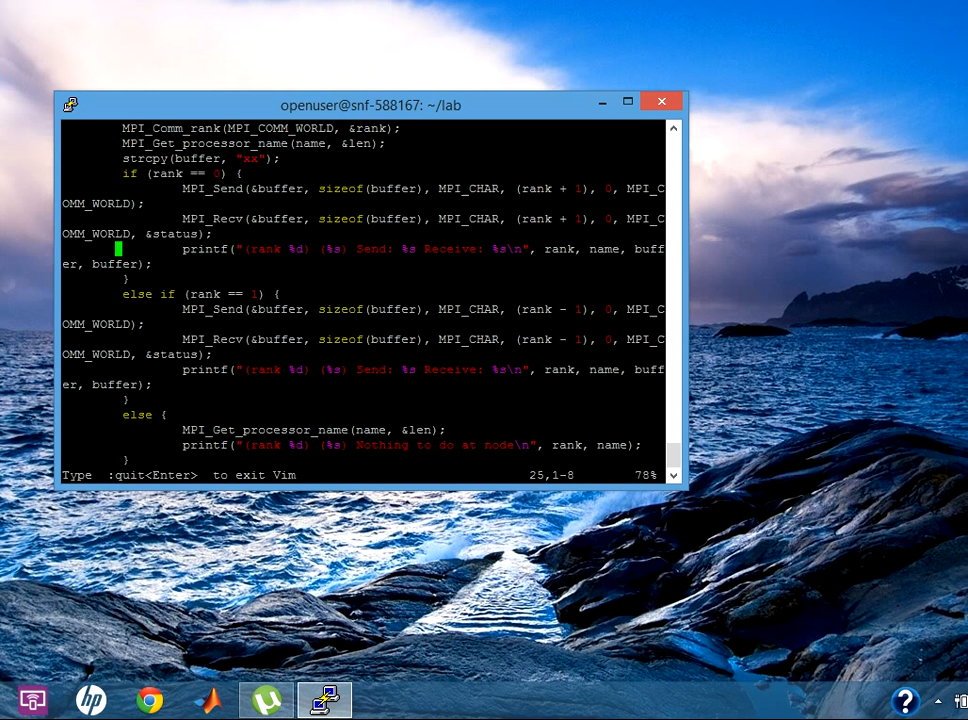 openuser@snf-588167: ~/lab
MPI_Comm_rank(MPI_COMM_WORLD, &rank);
MPI_Get_processor_name(name, &len);
strcpy(buffer, "xx");
if (rank == 0) {
MPI_Send(&buffer, sizeof(buffer), MPI_CHAR, (rank + 1), 0, MPI_C
OMM_WORLD);
MPI_Recv(&buffer, sizeof(buffer), MPI_CHAR, (rank + 1), 0, MPI_C
OMM_WORLD, &status);
printf("(rank %d) (%s) Send: %s Receive: %s\n", rank, name, buff
er, buffer);
}
else if (rank == 1) {
MPI_Send(&buffer, sizeof(buffer), MPI_CHAR, (rank - 1), 0, MPI_C
OMM_WORLD);
MPI_Recv(&buffer, sizeof(buffer), MPI_CHAR, (rank - 1), 0, MPI_C
OMM_WORLD, &status);
printf("(rank %d) (%s) Send: %s Receive: %s\n", rank, name, buff
er, buffer);
}
else {
MPI_Get_processor_name(name, &len);
printf("(rank %d) (%s) Nothing to do at node\n", rank, name);
}
Type  :quit<Enter>  to exit Vim 25,1-8 78%
hp